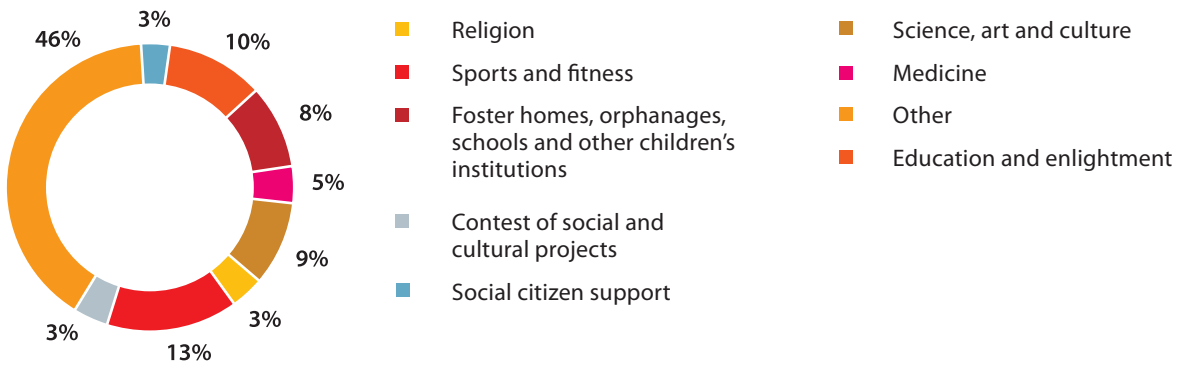 3%
46%
10%
8%
5%
9%
3%
13%
3%
Religion
Sports and fitness
Foster homes, orphanages,
schools and other children's
institutions
Contest of social and
cultural projects
Social citizen support
Science, art and culture
Medicine
Other
Education and enlightment